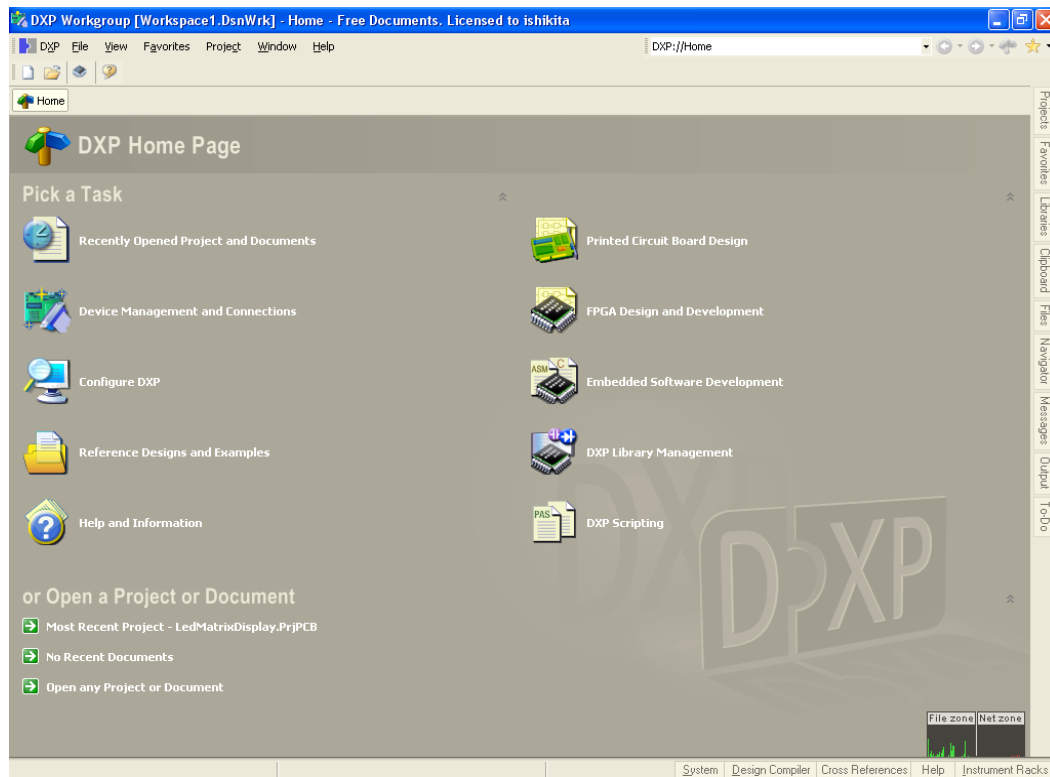 DXP Workgroup [Workspace1.DsnWrk] - Home - Free Documents. Licensed to ishikita
DXP File View Favorites Project Window Help DXP://Home
Home
DXP Home Page
Pick a Task
Recently Opened Project and Documents
Printed Circuit Board Design
Device Management and Connections
FPGA Design and Development
Configure DXP
ASM C
Embedded Software Development
Reference Designs and Examples
DXP Library Management
Help and Information
PAS
DXP Scripting
DXP
or Open a Project or Document
Most Recent Project - LedMatrixDisplay.PrjPCB
No Recent Documents
Open any Project or Document
File zone Net zone
System Design Compiler Cross References Help Instrument Racks
Projects
Favorites
Libraries
Clipboard
Files
Navigator
Messages
Output
To-Do